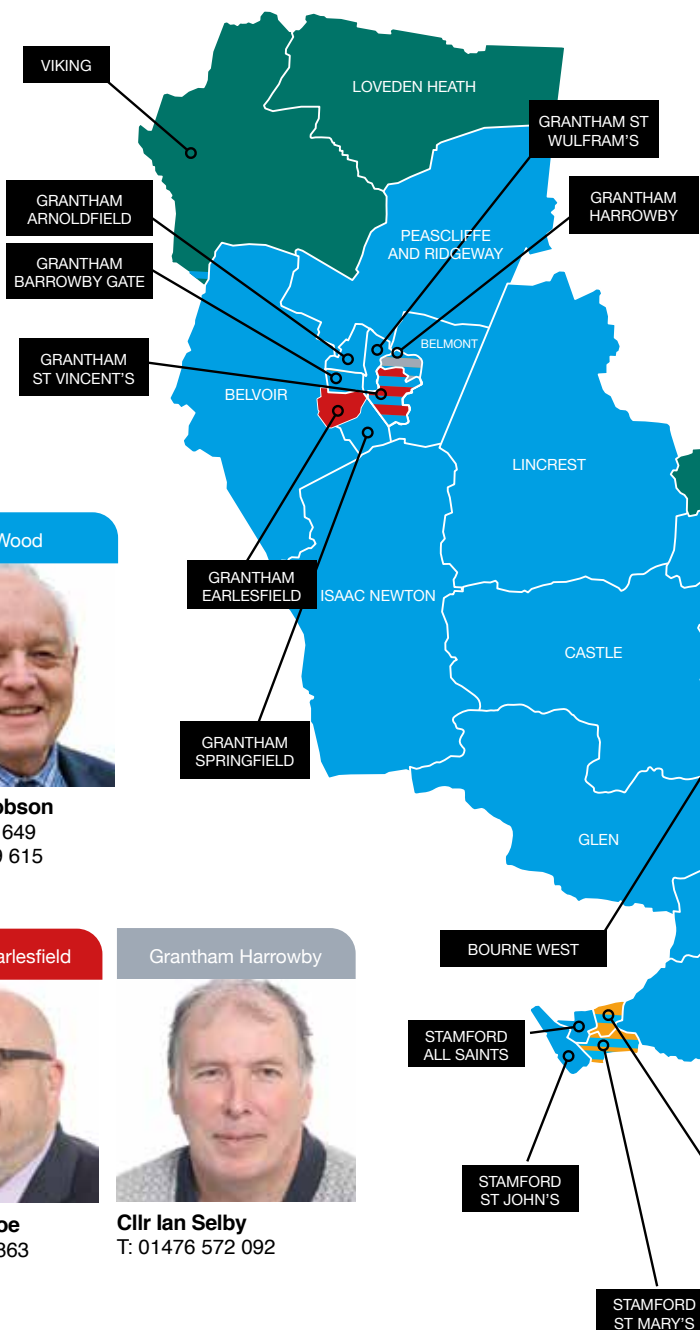 VIKING
LOVEDEN HEATH
GRANTHAM ST
WULFRAM'S
GRANTHAM
ARNOLDFIELD
GRANTHAM
HARROWBY
PEASCLIFFE
AND RIDGEWAY
GRANTHAM
BARROWBY GATE
BELMONT
GRANTHAM
ST VINCENT'S
BELVOIR
LINCREST
GRANTHAM
EARLESFIELD
ISAAC NEWTON
CASTLE
GRANTHAM
SPRINGFIELD
GLEN
BOURNE WEST
STAMFORD
ALL SAINTS
STAMFORD
ST JOHN'S
STAMFORD
ST MARY'S
Wood
obson
649
615
arlesfield
oe
363
Grantham Harrowby
Cllr Ian Selby
T: 01476 572 092